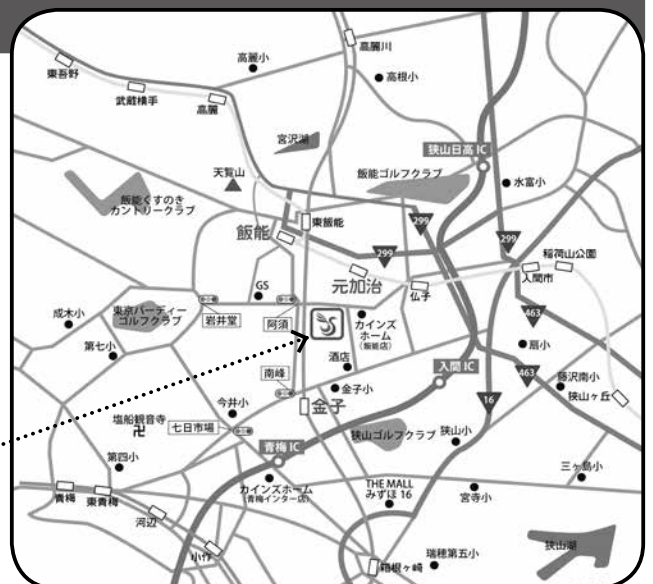 高麗川
高麗小
東吾野
高根小
武蔵横手
高麗
宮沢湖
狭山日高 IC
天覧山
飯能ゴルフクラブ
水富小
飯能くすのき
カントリークラブ
299
東飯能
飯能
299
299
稲荷山公園
元加治
入間市
GS
仏子
成木小
東京バーディー
ゴルフクラブ
岩井堂
阿須
カインズ
ホーム
(飯能店)
463
第七小
酒店
扇小
南峰
入間 IC
463
藤沢南小
金子小
狭山ヶ丘
今井小
金子
16
塩船観音寺
卍
七日市場
狭山ゴルフクラブ
狭山小
青梅 IC
第四小
三ヶ島小
カインズホーム
(青梅インター店)
THE MALL
みずほ 16
宮寺小
青梅
東青梅
河辺
小作
狭山湖
瑞穂第五小
箱根ヶ崎